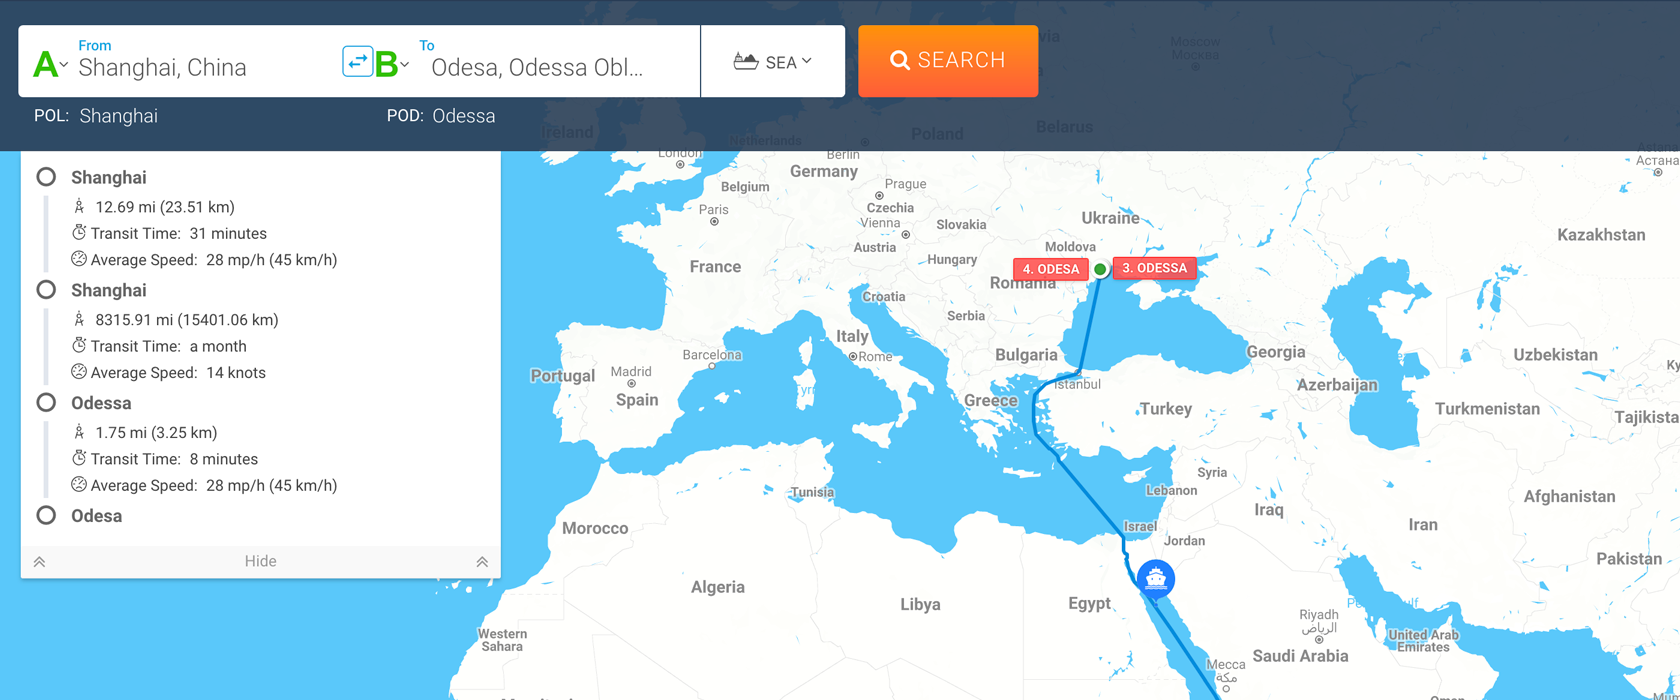 From
A Shanghai, China
To
B Odesa, Odessa Obl...
SEA
SEARCH
POL: Shanghai
POD: Odessa
Shanghai
12.69 mi (23.51 km)
Transit Time: 31 minutes
Average Speed: 28 mp/h (45 km/h)
Shanghai
8315.91 mi (15401.06 km)
Transit Time: a month
Average Speed: 14 knots
Odessa
1.75 mi (3.25 km)
Transit Time: 8 minutes
Average Speed: 28 mp/h (45 km/h)
Odesa
Hide
Moscow
Москва
Ireland
Netherlands
Poland
Belarus
London
Berlin
Germany
Belgium
Prague
Czechia
Paris
Vienna
Slovakia
Ukraine
Austria
Moldova
Hungary
France
4. ODESA
3. ODESSA
Romania
Croatia
Serbia
Kazakhstan
Астана
Italy
Rome
Barcelona
Bulgaria
Georgia
Uzbekistan
Portugal
Madrid
Spain
Istanbul
Azerbaijan
Greece
Turkey
Turkmenistan
Tajikista
Ky
Tyrr
Syria
Tunisia
Lebanon
Afghanistan
Iraq
Iran
Morocco
Israel
Jordan
Pakistan
Algeria
Libya
Egypt
Riyadh
الرياض
Western
Sahara
United Arab
Emirates
Mecca
مكة
Saudi Arabia
Oman